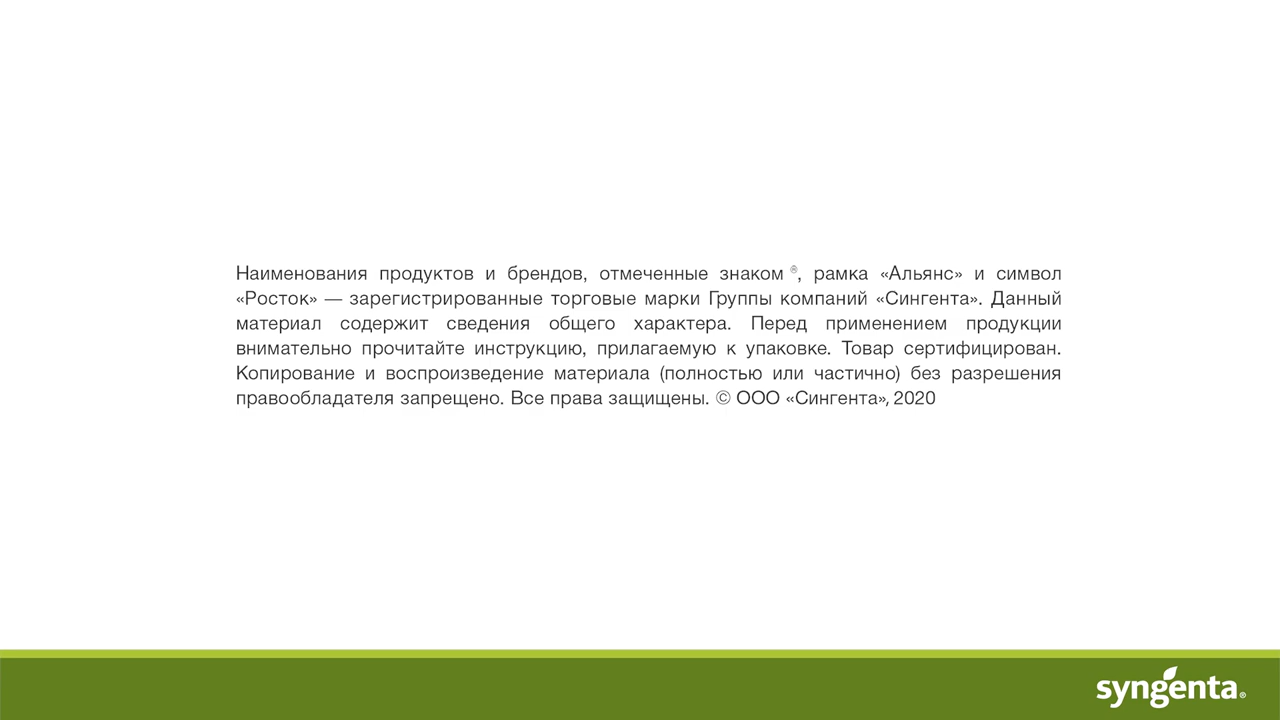 Наименования продуктов и брендов, отмеченные знаком ®, рамка «Альянс» и символ
«Росток» — зарегистрированные торговые марки Группы компаний «Сингента». Данный
материал содержит сведения общего характера. Перед применением продукции
внимательно прочитайте инструкцию, прилагаемую к упаковке. Товар сертифицирован.
Копирование и воспроизведение материала (полностью или частично) без разрешения
правообладателя запрещено. Все права защищены. © ООО «Сингента», 2020
syngenta®